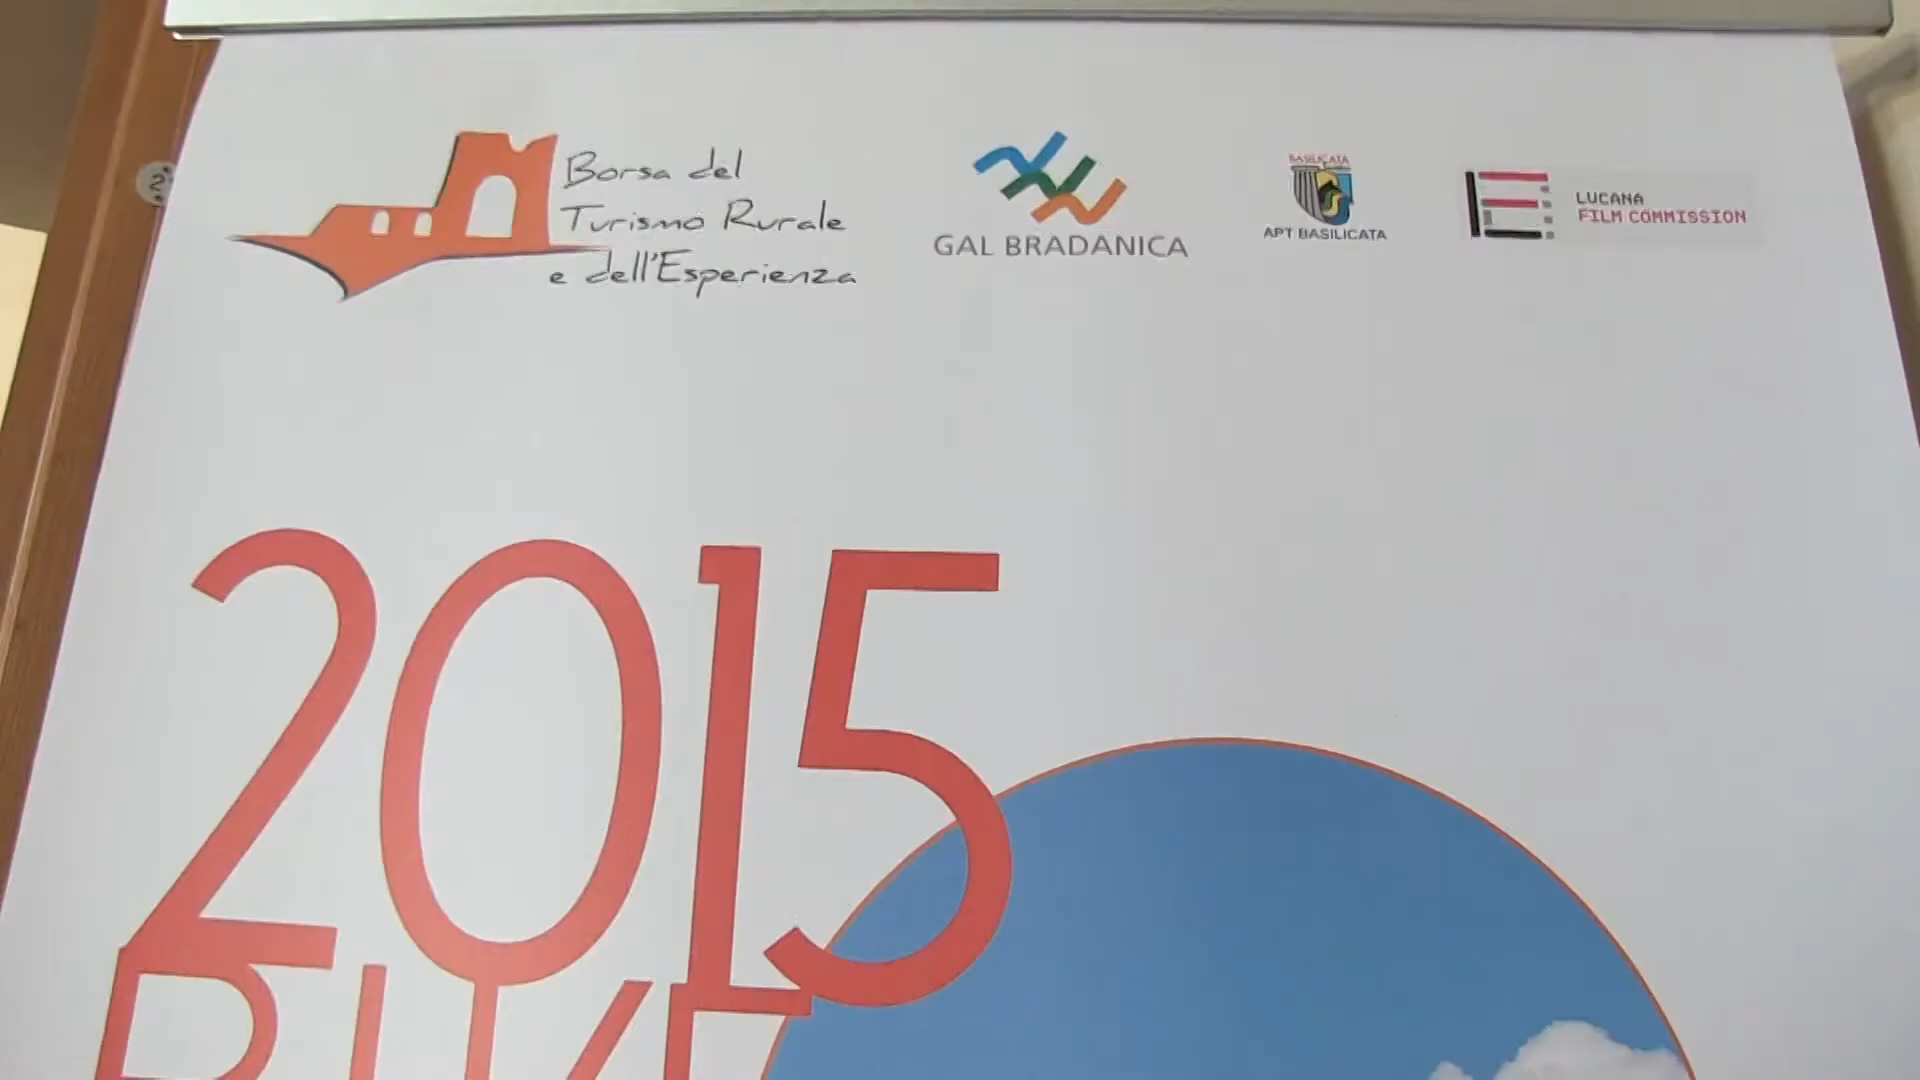 Borsa del
Turismo Rurale
e dell'Esperienza
GAL BRADANICA
BASILICATA
APT BASILICATA
LUCANA
FILM COMMISSION
2015